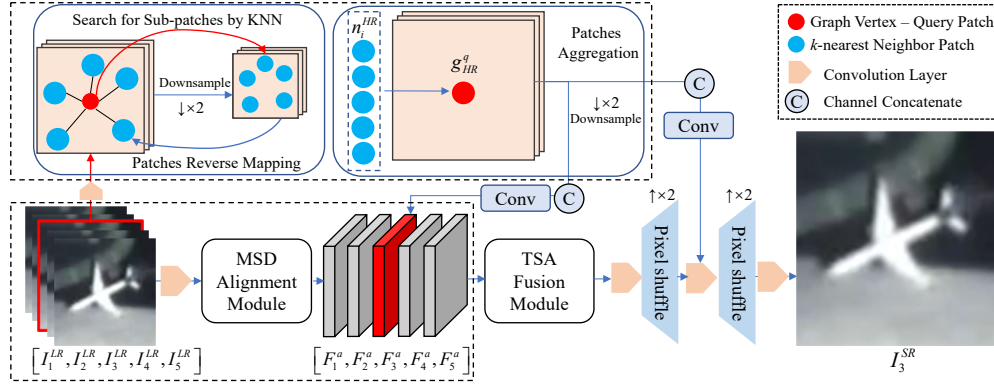 Search for Sub-patches by KNN
Downsample
↓×2
Patches Reverse Mapping
n_i^{HR}
g_{HR}^q
Patches
Aggregation
↓×2
Downsample
C
Conv
Graph Vertex – Query Patch
k-nearest Neighbor Patch
Convolution Layer
C Channel Concatenate
Conv
C
MSD
Alignment
Module
TSA
Fusion
Module
↑×2
Pixel shuffle
↑×2
Pixel shuffle
[I_1^{LR}, I_2^{LR}, I_3^{LR}, I_4^{LR}, I_5^{LR}]
[F_1^a, F_2^a, F_3^a, F_4^a, F_5^a]
I_3^{SR}